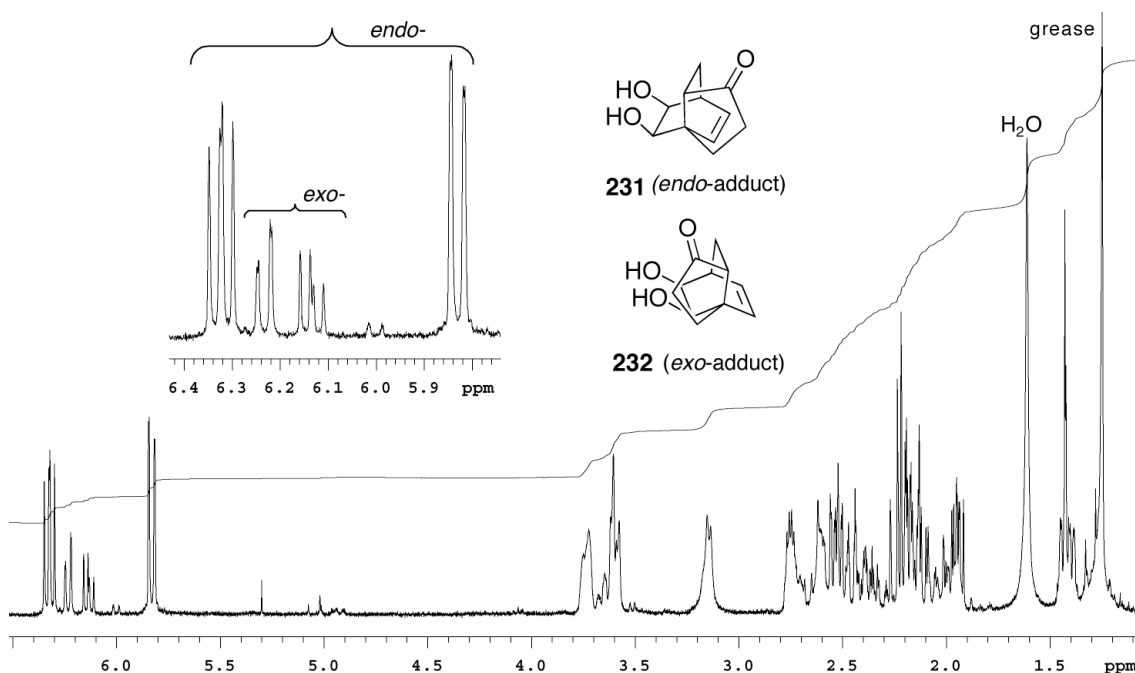 endo-
exo-
6.4 6.3 6.2 6.1 6.0 5.9 ppm
HO
HO
O
231 (endo-adduct)
O
HO
HO
232 (exo-adduct)
grease
H₂O
6.0 5.5 5.0 4.5 4.0 3.5 3.0 2.5 2.0 1.5 ppm